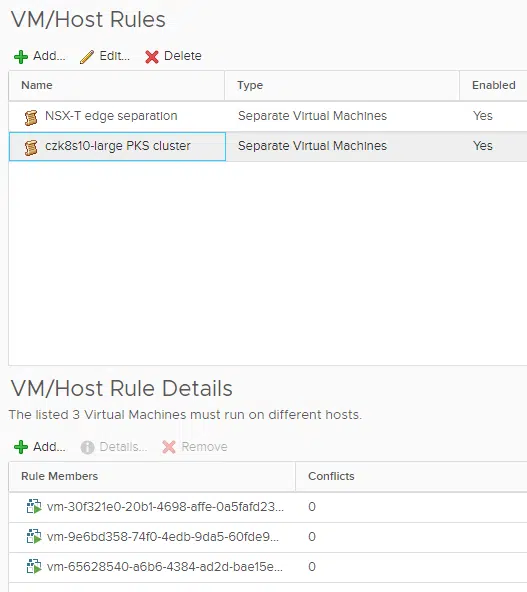 VM/Host Rules
Add... Edit... Delete
Name Type Enabled
NSX-T edge separation Separate Virtual Machines Yes
czk8s10-large PKS cluster Separate Virtual Machines Yes
VM/Host Rule Details
The listed 3 Virtual Machines must run on different hosts.
Add... Details... Remove
Rule Members Conflicts
vm-30f321e0-20b1-4698-affe-0a5fafd23... 0
vm-9e6bd358-74f0-4edb-9da5-60fde9... 0
vm-65628540-a6b6-4384-ad2d-bae15e... 0